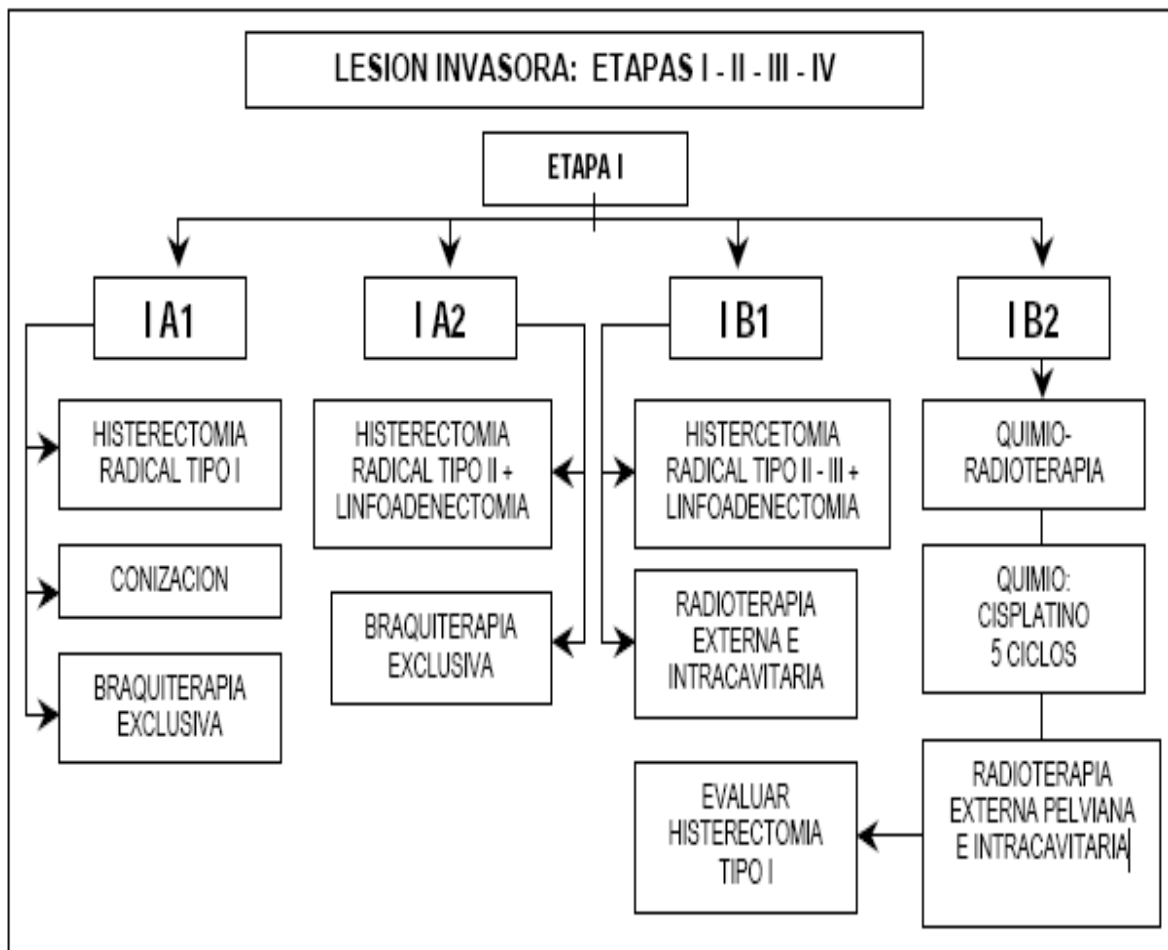 LESION INVASORA: ETAPAS I - II - III - IV
ETAPA I
I A1
I A2
I B1
I B2
HISTERECTOMIA
RADICAL TIPO I
CONIZACION
BRAQUITERAPIA
EXCLUSIVA
HISTERECTOMIA
RADICAL TIPO II +
LINFOADENECTOMIA
BRAQUITERAPIA
EXCLUSIVA
HISTERCETOMIA
RADICAL TIPO II - III +
LINFOADENECTOMIA
RADIOTERAPIA
EXTERNA E
INTRACAVITARIA
QUIMIO-
RADIOTERAPIA
QUIMIO:
CISPLATINO
5 CICLOS
RADIOTERAPIA
EXTERNA PELVIANA
E INTRACAVITARIA
EVALUAR
HISTERECTOMIA
TIPO I